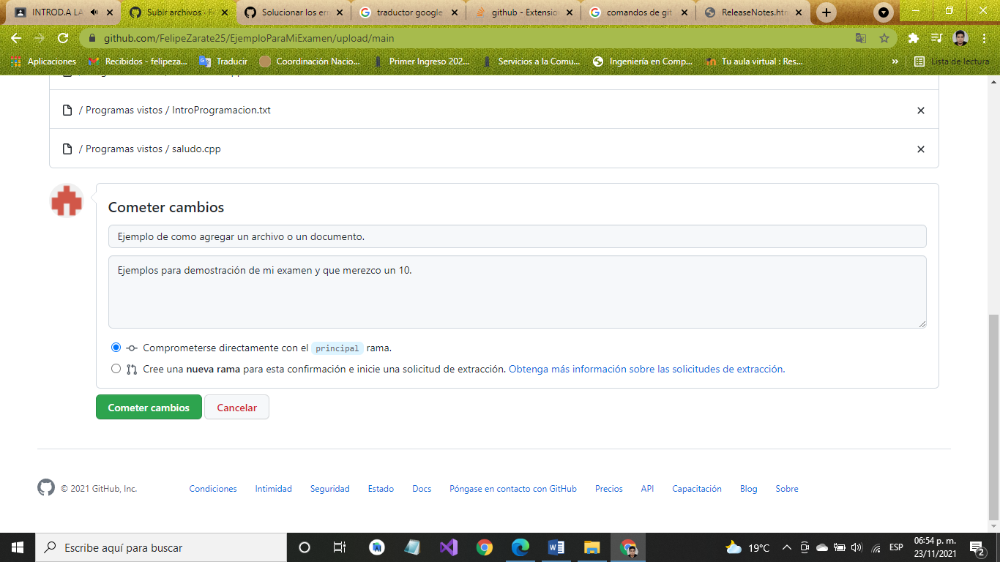 INTROD.A LA
Subir archivos - F
Solucionar los err
traductor google
github - Extension
comandos de git
ReleaseNotes.htm
github.com/FelipeZarate25/EjemploParaMiExamen/upload/main
Aplicaciones
Recibidos - felipeza...
Traducir
Coordinación Nacio...
Primer Ingreso 202...
Servicios a la Comu...
Ingeniería en Comp...
Tu aula virtual : Res...
»
Lista de lectura
/ Programas vistos / IntroProgramacion.txt
/ Programas vistos / saludo.cpp
Cometer cambios
Ejemplo de como agregar un archivo o un documento.
Ejemplos para demostración de mi examen y que merezco un 10.
Comprometerse directamente con el principal rama.
Cree una nueva rama para esta confirmación e inicie una solicitud de extracción. Obtenga más información sobre las solicitudes de extracción.
Cometer cambios
Cancelar
© 2021 GitHub, Inc.
Condiciones
Intimidad
Seguridad
Estado
Docs
Póngase en contacto con GitHub
Precios
API
Capacitación
Blog
Sobre
Escribe aquí para buscar
19°C
ESP
06:54 p. m.
23/11/2021
2